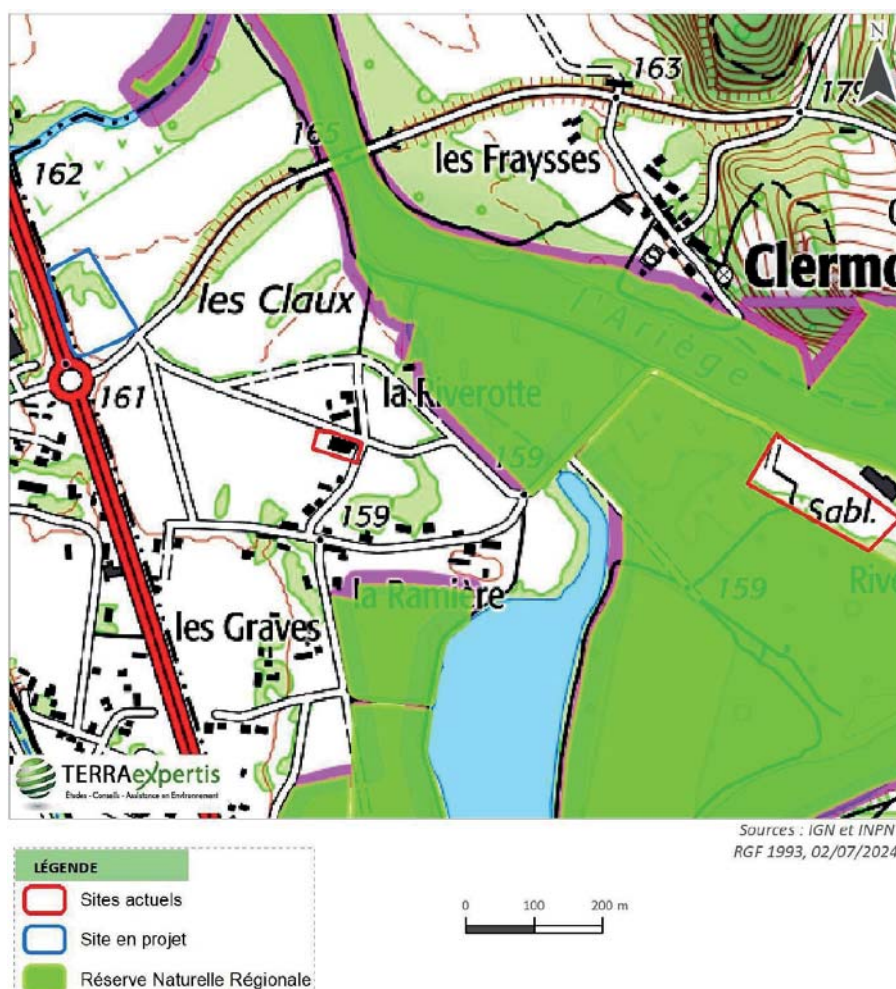 N
163
179
165
les Fraysses
162
Clermo
les Claux
l'Ariège
161
la Riverotte
159
Sabl.
159
159
Rive
la Ramière
les Graves
TERRAexpertis
Études - Conseils - Assistance en Environnement
Sources : IGN et INPN
RGF 1993, 02/07/2024
LÉGENDE
Sites actuels
Site en projet
Réserve Naturelle Régionale
0 100 200 m